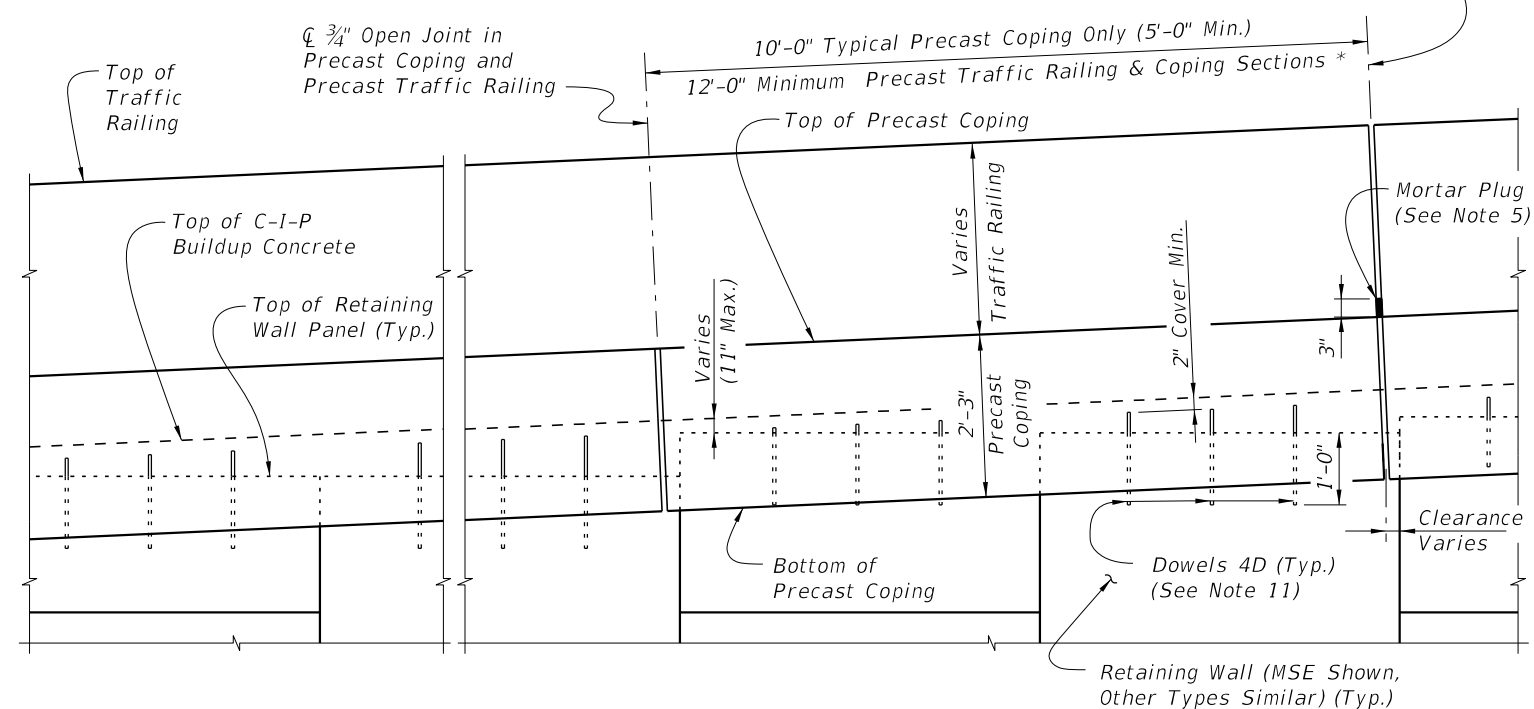 ℄ ¾" Open Joint in
Precast Coping and
Precast Traffic Railing
10'-0" Typical Precast Coping Only (5'-0" Min.)
12'-0" Minimum Precast Traffic Railing & Coping Sections *
Top of
Traffic
Railing
Top of Precast Coping
Mortar Plug
(See Note 5)
Top of C-I-P
Buildup Concrete
Top of Retaining
Wall Panel (Typ.)
Varies
(11" Max.)
Varies
Traffic Railing
2" Cover Min.
3"
2'-3"
Precast
Coping
1'-0"
Clearance
Varies
Bottom of
Precast Coping
Dowels 4D (Typ.)
(See Note 11)
Retaining Wall (MSE Shown,
Other Types Similar) (Typ.)